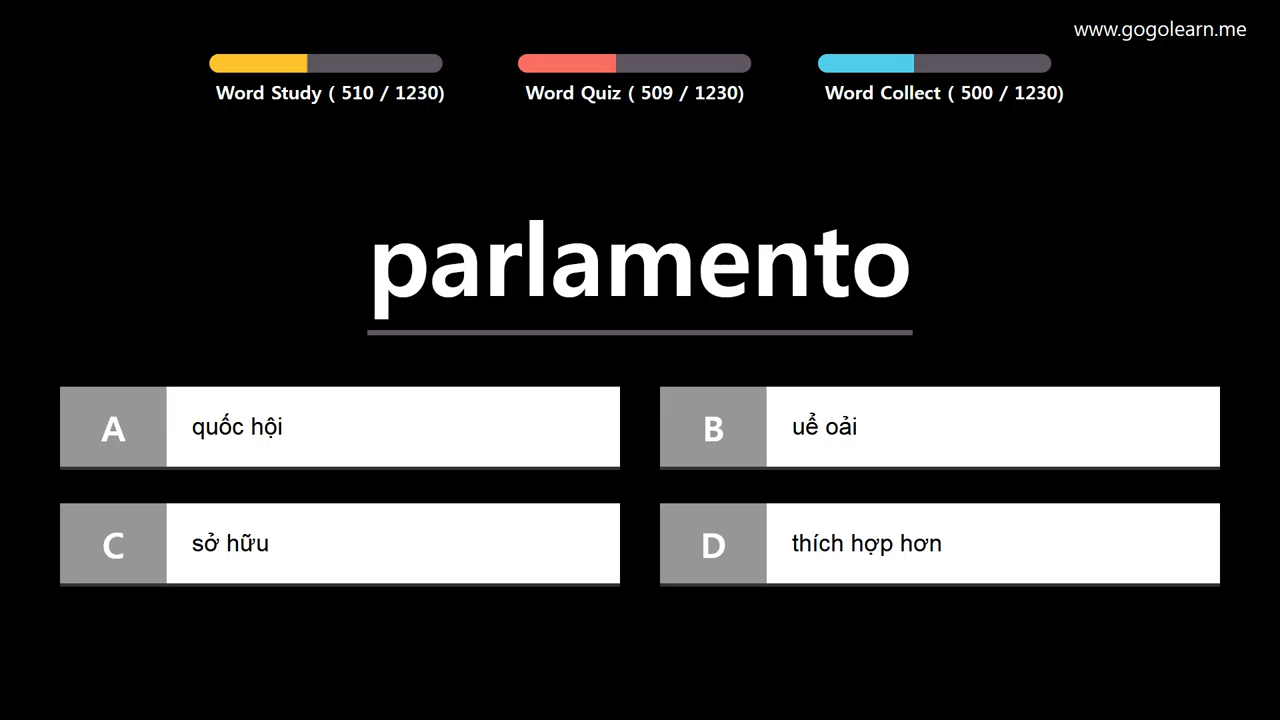 www.gogolearn.me
Word Study ( 510 / 1230)
Word Quiz ( 509 / 1230)
Word Collect ( 500 / 1230)
parlamento
A
quốc hội
B
uể oải
C
sở hữu
D
thích hợp hơn